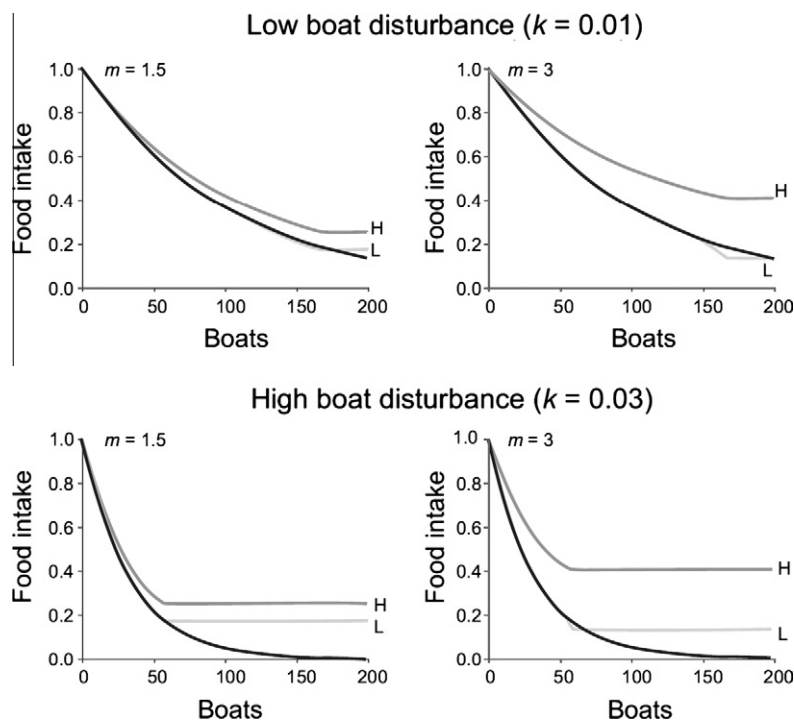 Low boat disturbance (k = 0.01)
m = 1.5
Food intake
1.0
0.8
0.6
0.4
0.2
0.0
H
L
0 50 100 150 200
Boats
m = 3
Food intake
1.0
0.8
0.6
0.4
0.2
0.0
H
L
0 50 100 150 200
Boats
High boat disturbance (k = 0.03)
m = 1.5
Food intake
1.0
0.8
0.6
0.4
0.2
0.0
H
L
0 50 100 150 200
Boats
m = 3
Food intake
1.0
0.8
0.6
0.4
0.2
0.0
H
L
0 50 100 150 200
Boats